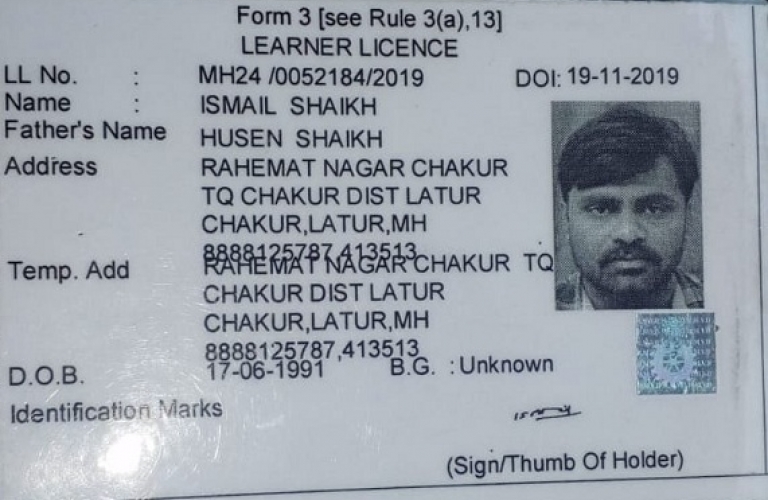 Form 3 [see Rule 3(a),13]
LEARNER LICENCE
LL No. : MH24 /0052184/2019 DOI: 19-11-2019
Name : ISMAIL SHAIKH
Father's Name HUSEN SHAIKH
Address RAHEMAT NAGAR CHAKUR
TQ CHAKUR DIST LATUR
CHAKUR,LATUR,MH
8888125787,413513
Temp. Add RAHEMAT NAGAR CHAKUR TQ
CHAKUR DIST LATUR
CHAKUR,LATUR,MH
8888125787,413513
D.O.B. 17-06-1991 B.G. : Unknown
Identification Marks
(Sign/Thumb Of Holder)